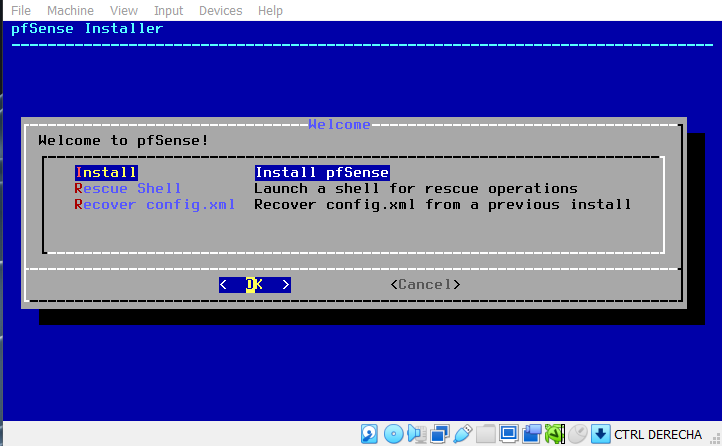 File Machine View Input Devices Help
pfSense Installer
Welcome
Welcome to pfSense!
Install Install pfSense
Rescue Shell Launch a shell for rescue operations
Recover config.xml Recover config.xml from a previous install
< OK > <Cancel>
CTRL DERECHA